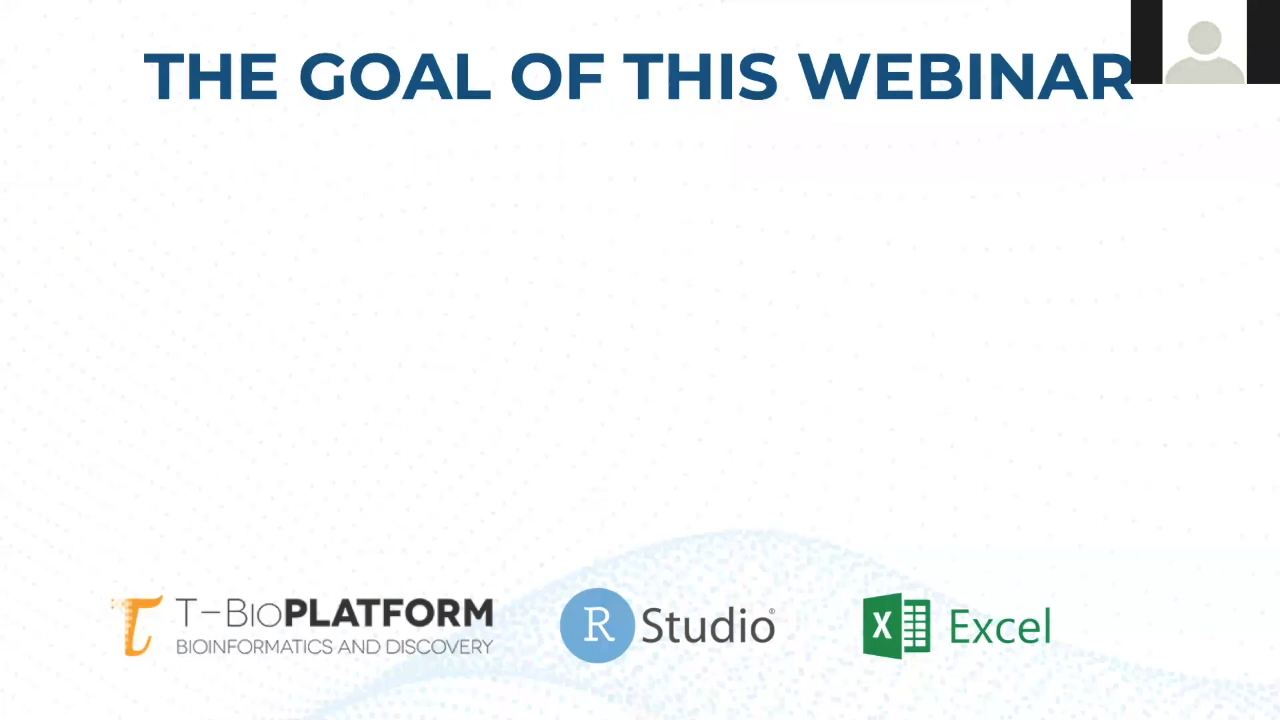 THE GOAL OF THIS WEBINAR
T-BioPLATFORM
BIOINFORMATICS AND DISCOVERY
R Studio®
X Excel